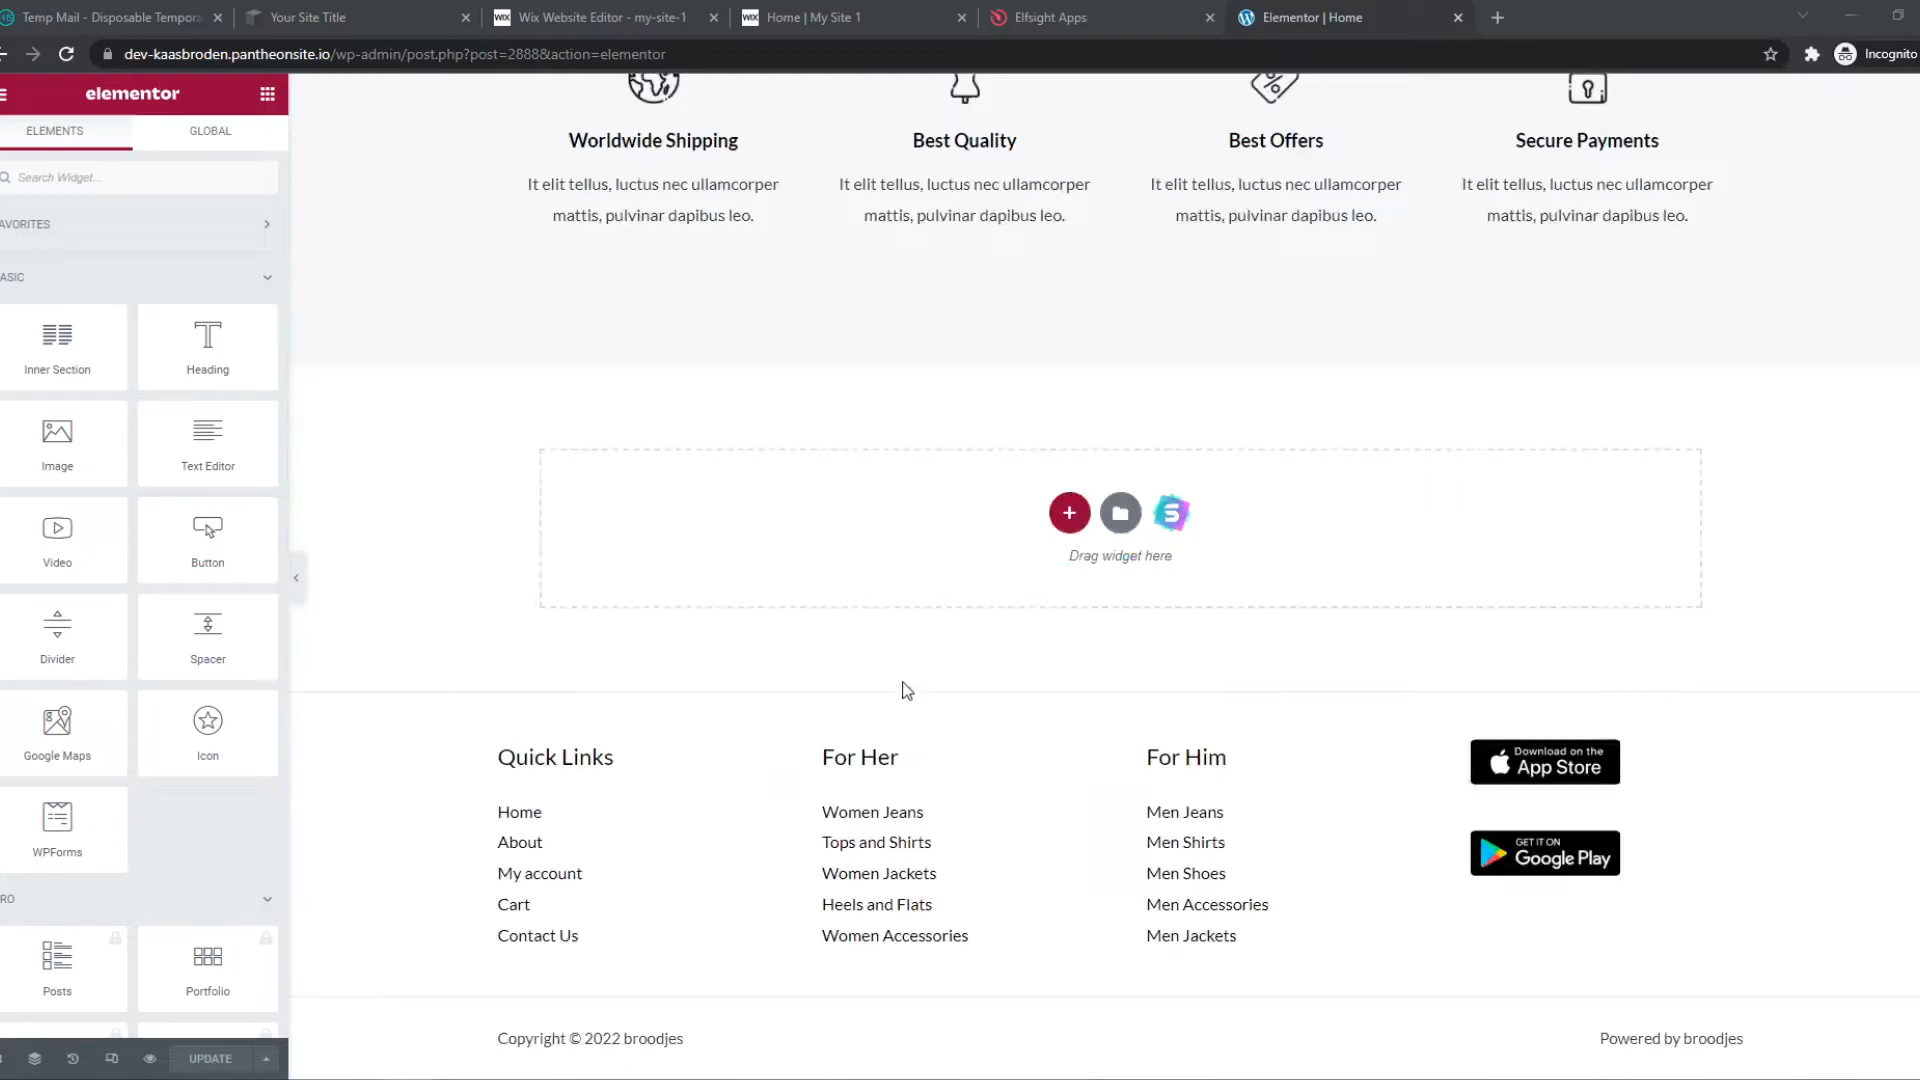 Temp Mail - Disposable Tempora
Your Site Title
WIX Wix Website Editor - my-site-1
WIX Home | My Site 1
Elfsight Apps
Elementor | Home
dev-kaasbroden.pantheonsite.io/wp-admin/post.php?post=2888&action=elementor
Incognito
elementor
ELEMENTS
GLOBAL
Search Widget...
AVORITES
ASIC
Inner Section
Heading
Image
Text Editor
Video
Button
Divider
Spacer
Google Maps
Icon
WPForms
RO
Posts
Portfolio
UPDATE
Worldwide Shipping
It elit tellus, luctus nec ullamcorper
mattis, pulvinar dapibus leo.
Best Quality
It elit tellus, luctus nec ullamcorper
mattis, pulvinar dapibus leo.
Best Offers
It elit tellus, luctus nec ullamcorper
mattis, pulvinar dapibus leo.
Secure Payments
It elit tellus, luctus nec ullamcorper
mattis, pulvinar dapibus leo.
Drag widget here
Quick Links
Home
About
My account
Cart
Contact Us
For Her
Women Jeans
Tops and Shirts
Women Jackets
Heels and Flats
Women Accessories
For Him
Men Jeans
Men Shirts
Men Shoes
Men Accessories
Men Jackets
Download on the
App Store
GET IT ON
Google Play
Copyright © 2022 broodjes
Powered by broodjes